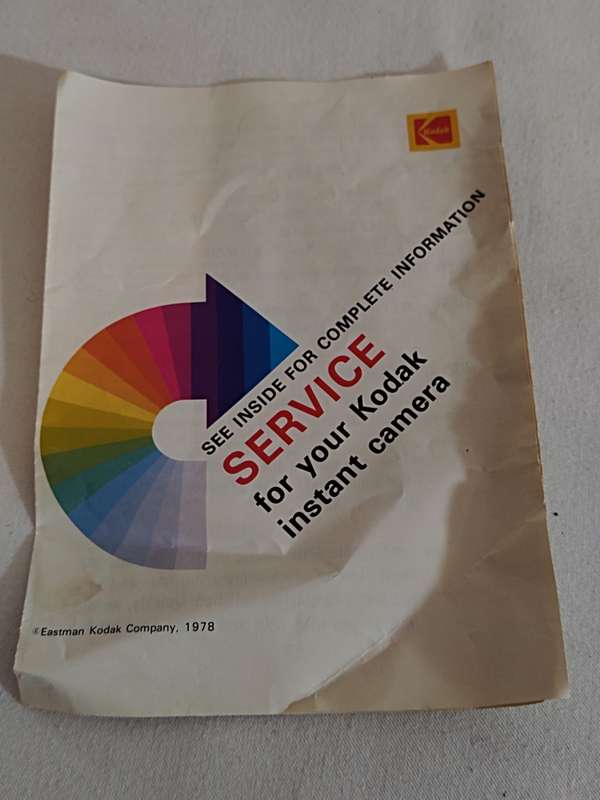 Kodak
SEE INSIDE FOR COMPLETE INFORMATION
SERVICE
for your Kodak
instant camera
©Eastman Kodak Company, 1978